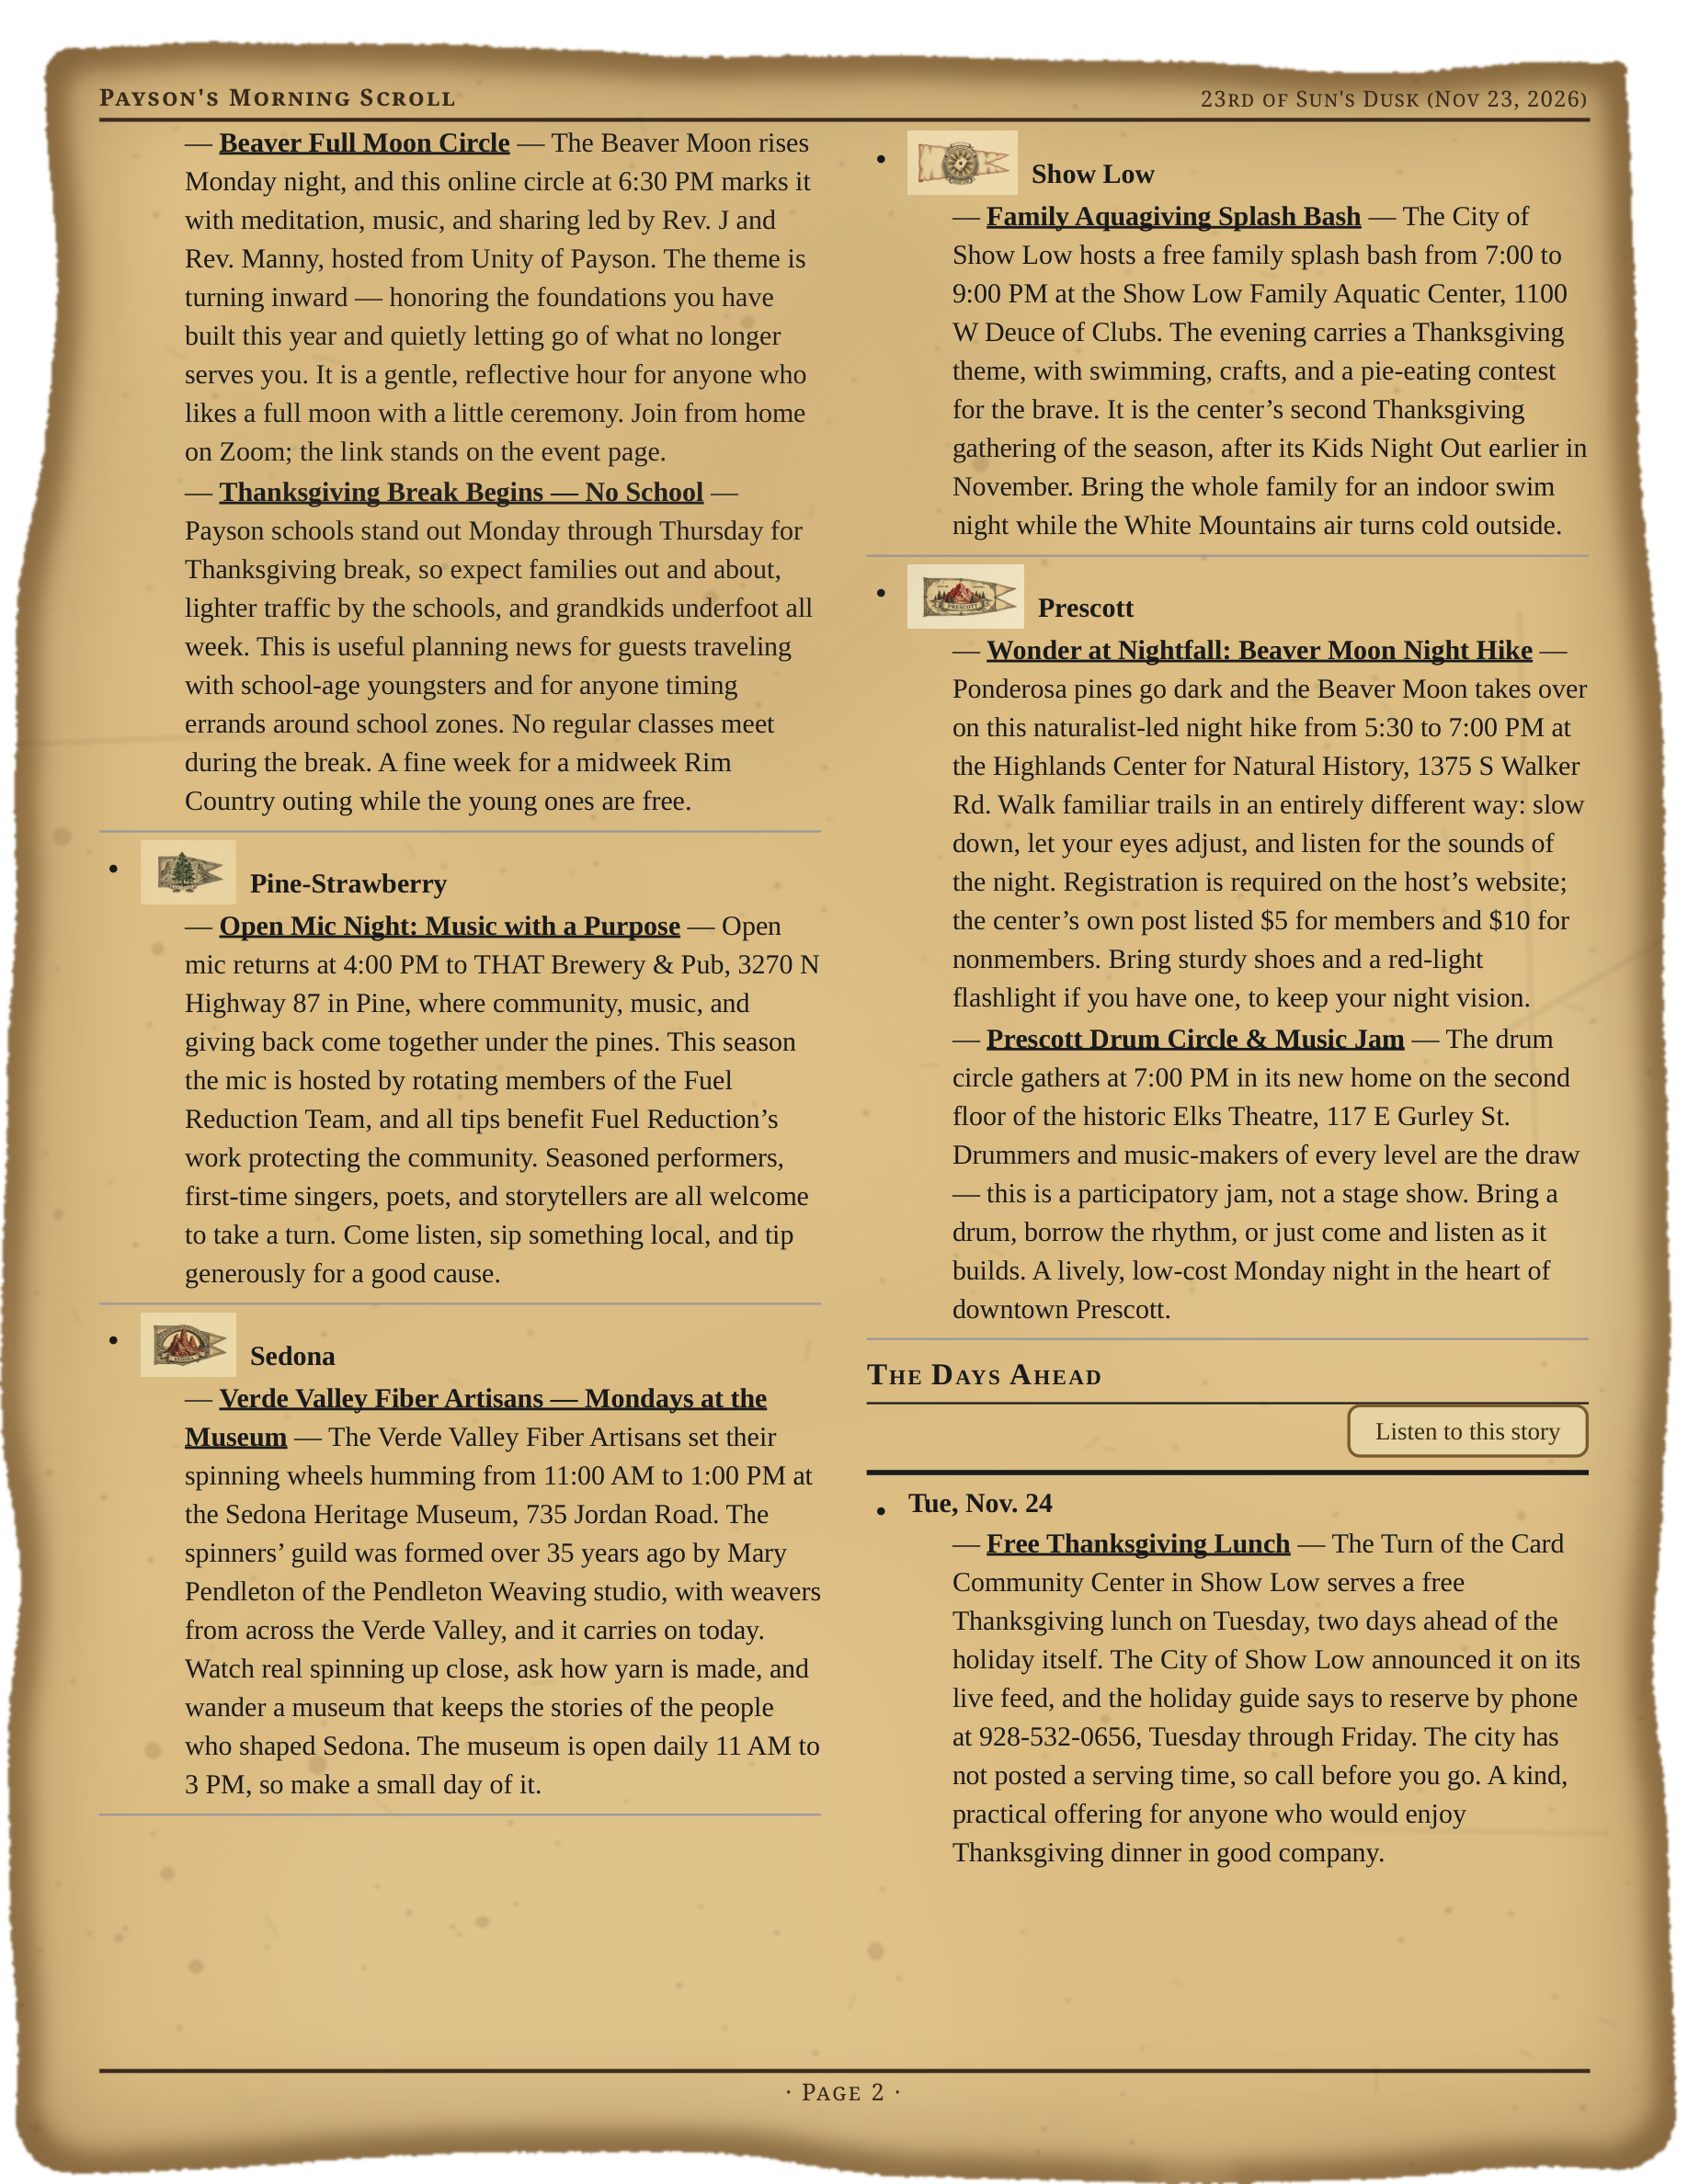 Payson's Morning Scroll
23rd of Sun's Dusk (Nov 23, 2026)
— Beaver Full Moon Circle — The Beaver Moon rises
Monday night, and this online circle at 6:30 PM marks it
with meditation, music, and sharing led by Rev. J and
Rev. Manny, hosted from Unity of Payson. The theme is
turning inward — honoring the foundations you have
built this year and quietly letting go of what no longer
serves you. It is a gentle, reflective hour for anyone who
likes a full moon with a little ceremony. Join from home
on Zoom; the link stands on the event page.
— Thanksgiving Break Begins — No School —
Payson schools stand out Monday through Thursday for
Thanksgiving break, so expect families out and about,
lighter traffic by the schools, and grandkids underfoot all
week. This is useful planning news for guests traveling
with school-age youngsters and for anyone timing
errands around school zones. No regular classes meet
during the break. A fine week for a midweek Rim
Country outing while the young ones are free.
• Pine-Strawberry
— Open Mic Night: Music with a Purpose — Open
mic returns at 4:00 PM to THAT Brewery & Pub, 3270 N
Highway 87 in Pine, where community, music, and
giving back come together under the pines. This season
the mic is hosted by rotating members of the Fuel
Reduction Team, and all tips benefit Fuel Reduction’s
work protecting the community. Seasoned performers,
first-time singers, poets, and storytellers are all welcome
to take a turn. Come listen, sip something local, and tip
generously for a good cause.
• Sedona
— Verde Valley Fiber Artisans — Mondays at the
Museum — The Verde Valley Fiber Artisans set their
spinning wheels humming from 11:00 AM to 1:00 PM at
the Sedona Heritage Museum, 735 Jordan Road. The
spinners’ guild was formed over 35 years ago by Mary
Pendleton of the Pendleton Weaving studio, with weavers
from across the Verde Valley, and it carries on today.
Watch real spinning up close, ask how yarn is made, and
wander a museum that keeps the stories of the people
who shaped Sedona. The museum is open daily 11 AM to
3 PM, so make a small day of it.
• Show Low
— Family Aquagiving Splash Bash — The City of
Show Low hosts a free family splash bash from 7:00 to
9:00 PM at the Show Low Family Aquatic Center, 1100
W Deuce of Clubs. The evening carries a Thanksgiving
theme, with swimming, crafts, and a pie-eating contest
for the brave. It is the center’s second Thanksgiving
gathering of the season, after its Kids Night Out earlier in
November. Bring the whole family for an indoor swim
night while the White Mountains air turns cold outside.
• PRESCOTT Prescott
— Wonder at Nightfall: Beaver Moon Night Hike —
Ponderosa pines go dark and the Beaver Moon takes over
on this naturalist-led night hike from 5:30 to 7:00 PM at
the Highlands Center for Natural History, 1375 S Walker
Rd. Walk familiar trails in an entirely different way: slow
down, let your eyes adjust, and listen for the sounds of
the night. Registration is required on the host’s website;
the center’s own post listed $5 for members and $10 for
nonmembers. Bring sturdy shoes and a red-light
flashlight if you have one, to keep your night vision.
— Prescott Drum Circle & Music Jam — The drum
circle gathers at 7:00 PM in its new home on the second
floor of the historic Elks Theatre, 117 E Gurley St.
Drummers and music-makers of every level are the draw
— this is a participatory jam, not a stage show. Bring a
drum, borrow the rhythm, or just come and listen as it
builds. A lively, low-cost Monday night in the heart of
downtown Prescott.
The Days Ahead
Listen to this story
• Tue, Nov. 24
— Free Thanksgiving Lunch — The Turn of the Card
Community Center in Show Low serves a free
Thanksgiving lunch on Tuesday, two days ahead of the
holiday itself. The City of Show Low announced it on its
live feed, and the holiday guide says to reserve by phone
at 928-532-0656, Tuesday through Friday. The city has
not posted a serving time, so call before you go. A kind,
practical offering for anyone who would enjoy
Thanksgiving dinner in good company.
· Page 2 ·